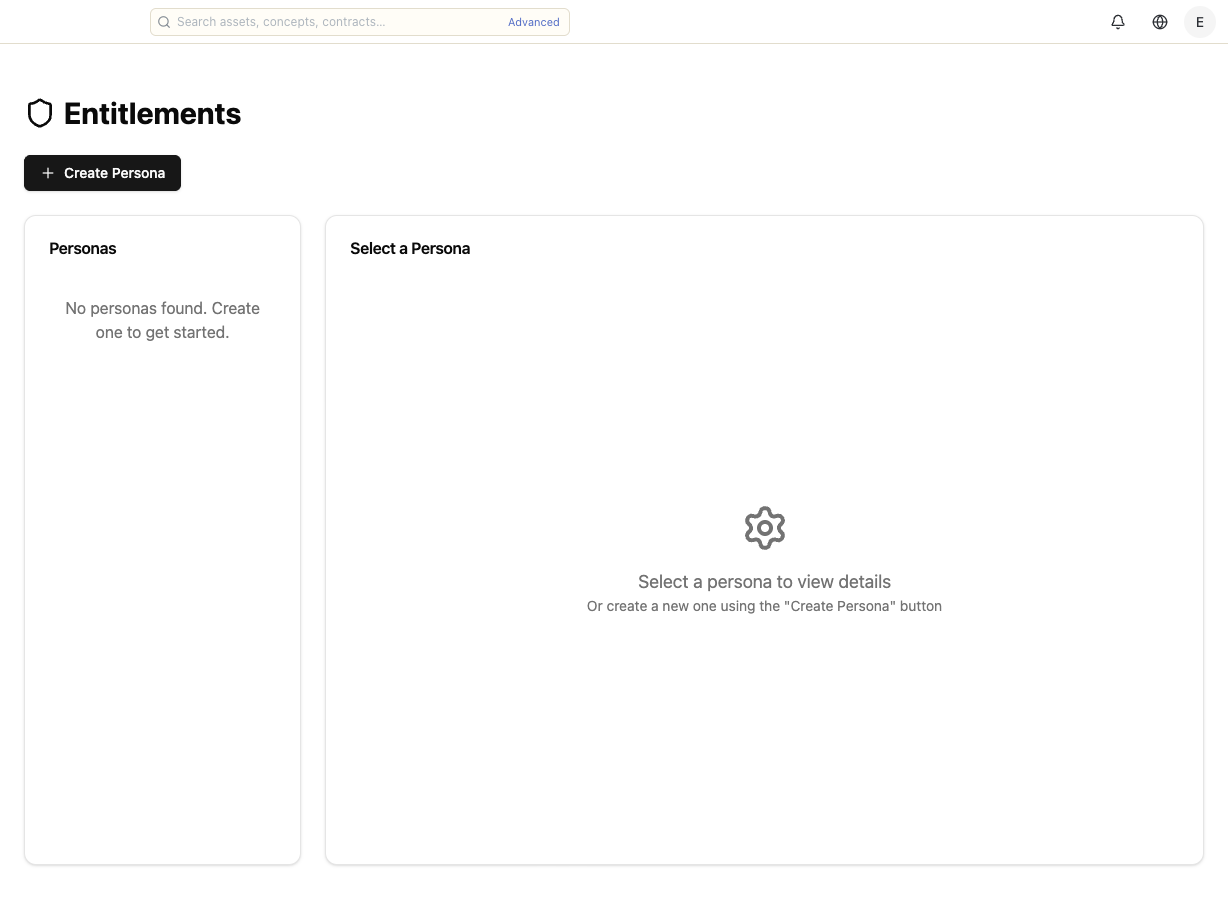 Search assets, concepts, contracts...
Advanced
E
Entitlements
Create Persona
Personas
No personas found. Create
one to get started.
Select a Persona
Select a persona to view details
Or create a new one using the "Create Persona" button